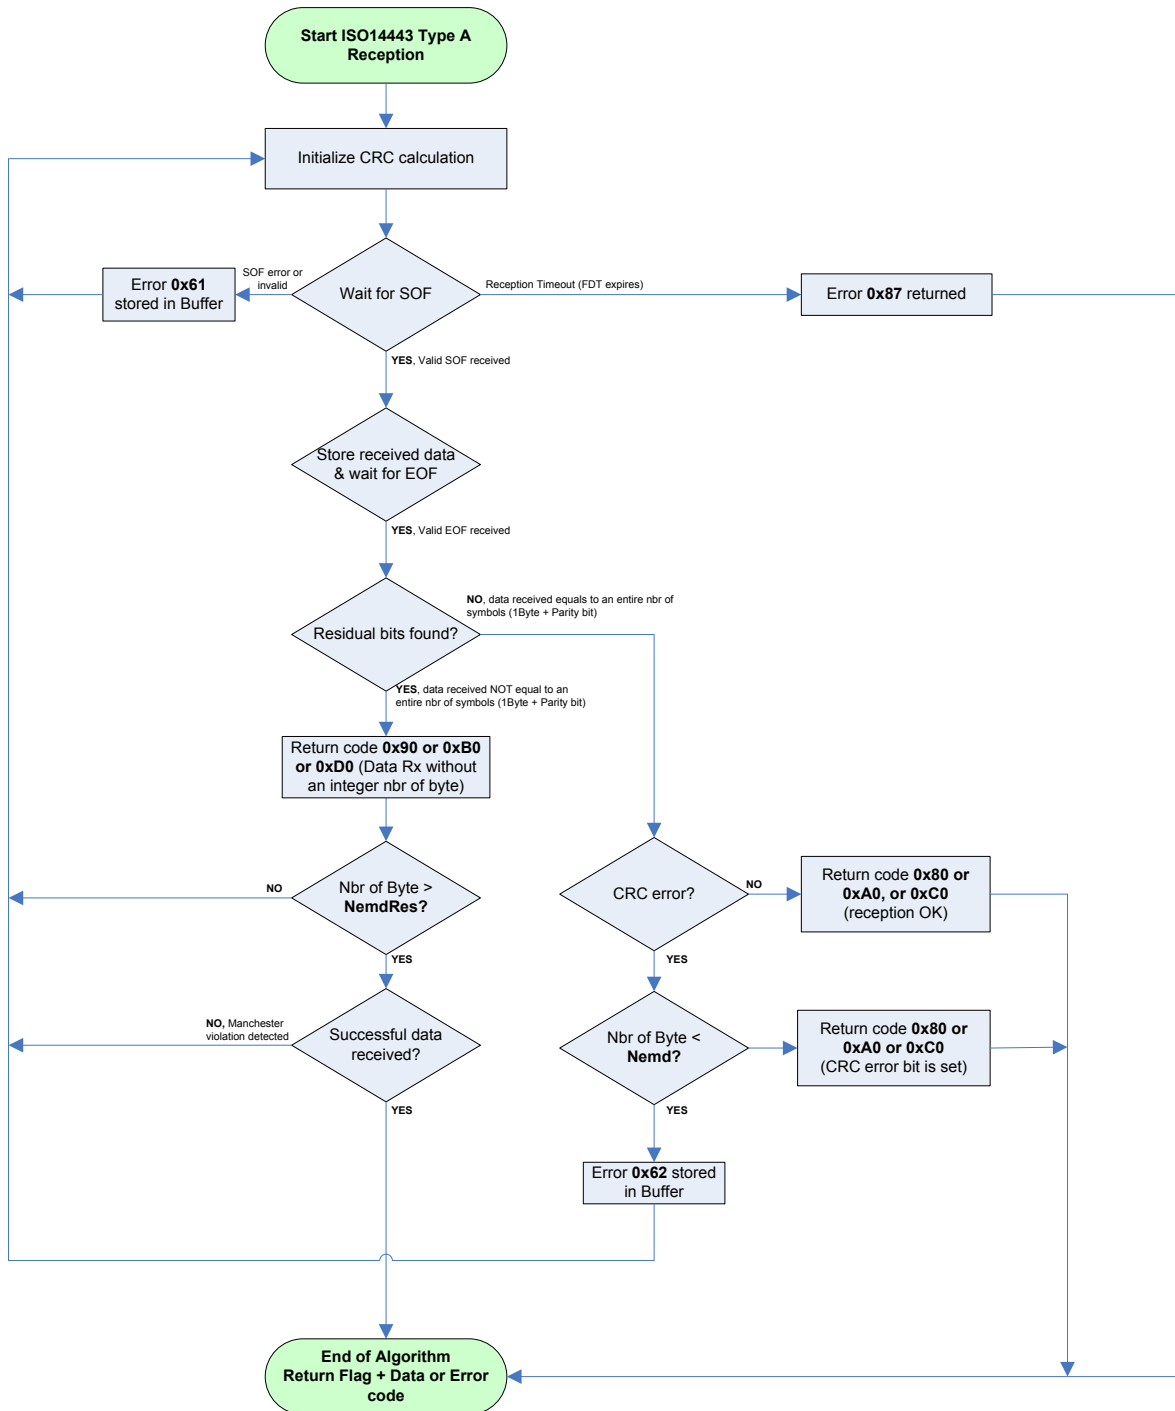 Start ISO14443 Type A
Reception
Initialize CRC calculation
SOF error or
invalid
Error 0x61
stored in Buffer
Wait for SOF
Reception Timeout (FDT expires)
Error 0x87 returned
YES, Valid SOF received
Store received data
& wait for EOF
YES, Valid EOF received
NO, data received equals to an entire nbr of
symbols (1Byte + Parity bit)
Residual bits found?
YES, data received NOT equal to an
entire nbr of symbols (1Byte + Parity bit)
Return code 0x90 or 0xB0
or 0xD0 (Data Rx without
an integer nbr of byte)
NO
Nbr of Byte >
NemdRes?
YES
CRC error?
NO
Return code 0x80 or
0xA0, or 0xC0
(reception OK)
YES
NO, Manchester
violation detected
Successful data
received?
YES
Nbr of Byte <
Nemd?
Return code 0x80 or
0xA0 or 0xC0
(CRC error bit is set)
YES
Error 0x62 stored
in Buffer
End of Algorithm
Return Flag + Data or Error
code